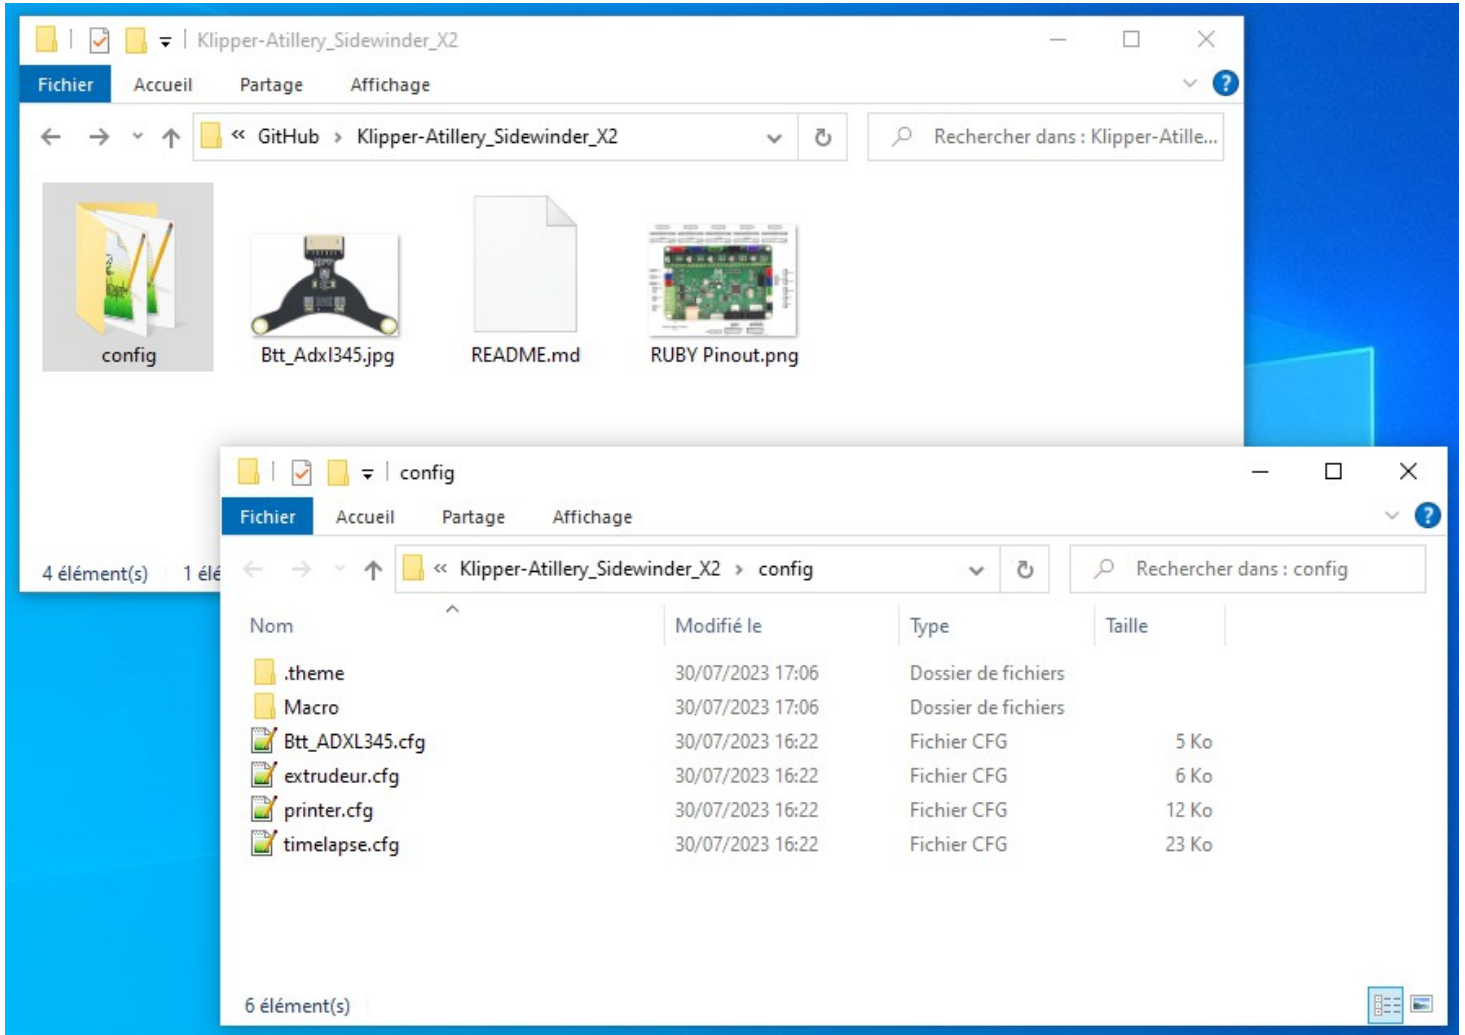 Klipper-Atillery_Sidewinder_X2
Fichier Accueil Partage Affichage
« GitHub › Klipper-Atillery_Sidewinder_X2 Rechercher dans : Klipper-Atille...
config Btt_Adxl345.jpg README.md RUBY Pinout.png
4 élément(s) 1 élé
config
Fichier Accueil Partage Affichage
« Klipper-Atillery_Sidewinder_X2 › config Rechercher dans : config
Nom Modifié le Type Taille
.theme 30/07/2023 17:06 Dossier de fichiers
Macro 30/07/2023 17:06 Dossier de fichiers
Btt_ADXL345.cfg 30/07/2023 16:22 Fichier CFG 5 Ko
extrudeur.cfg 30/07/2023 16:22 Fichier CFG 6 Ko
printer.cfg 30/07/2023 16:22 Fichier CFG 12 Ko
timelapse.cfg 30/07/2023 16:22 Fichier CFG 23 Ko
6 élément(s)